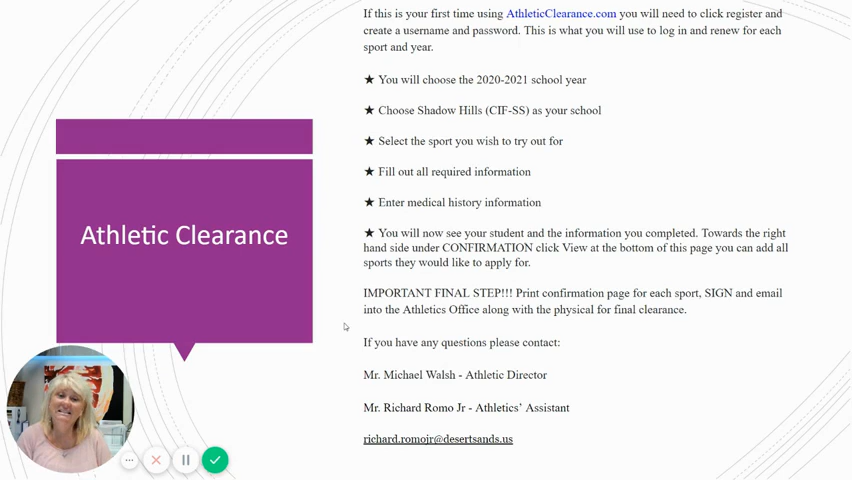 If this is your first time using AthleticClearance.com you will need to click register and
create a username and password. This is what you will use to log in and renew for each
sport and year.
★ You will choose the 2020-2021 school year
★ Choose Shadow Hills (CIF-SS) as your school
★ Select the sport you wish to try out for
★ Fill out all required information
★ Enter medical history information
★ You will now see your student and the information you completed. Towards the right
hand side under CONFIRMATION click View at the bottom of this page you can add all
sports they would like to apply for.
IMPORTANT FINAL STEP!!! Print confirmation page for each sport, SIGN and email
into the Athletics Office along with the physical for final clearance.
If you have any questions please contact:
Mr. Michael Walsh - Athletic Director
Mr. Richard Romo Jr - Athletics’ Assistant
richard.romojr@desertsands.us
Athletic Clearance